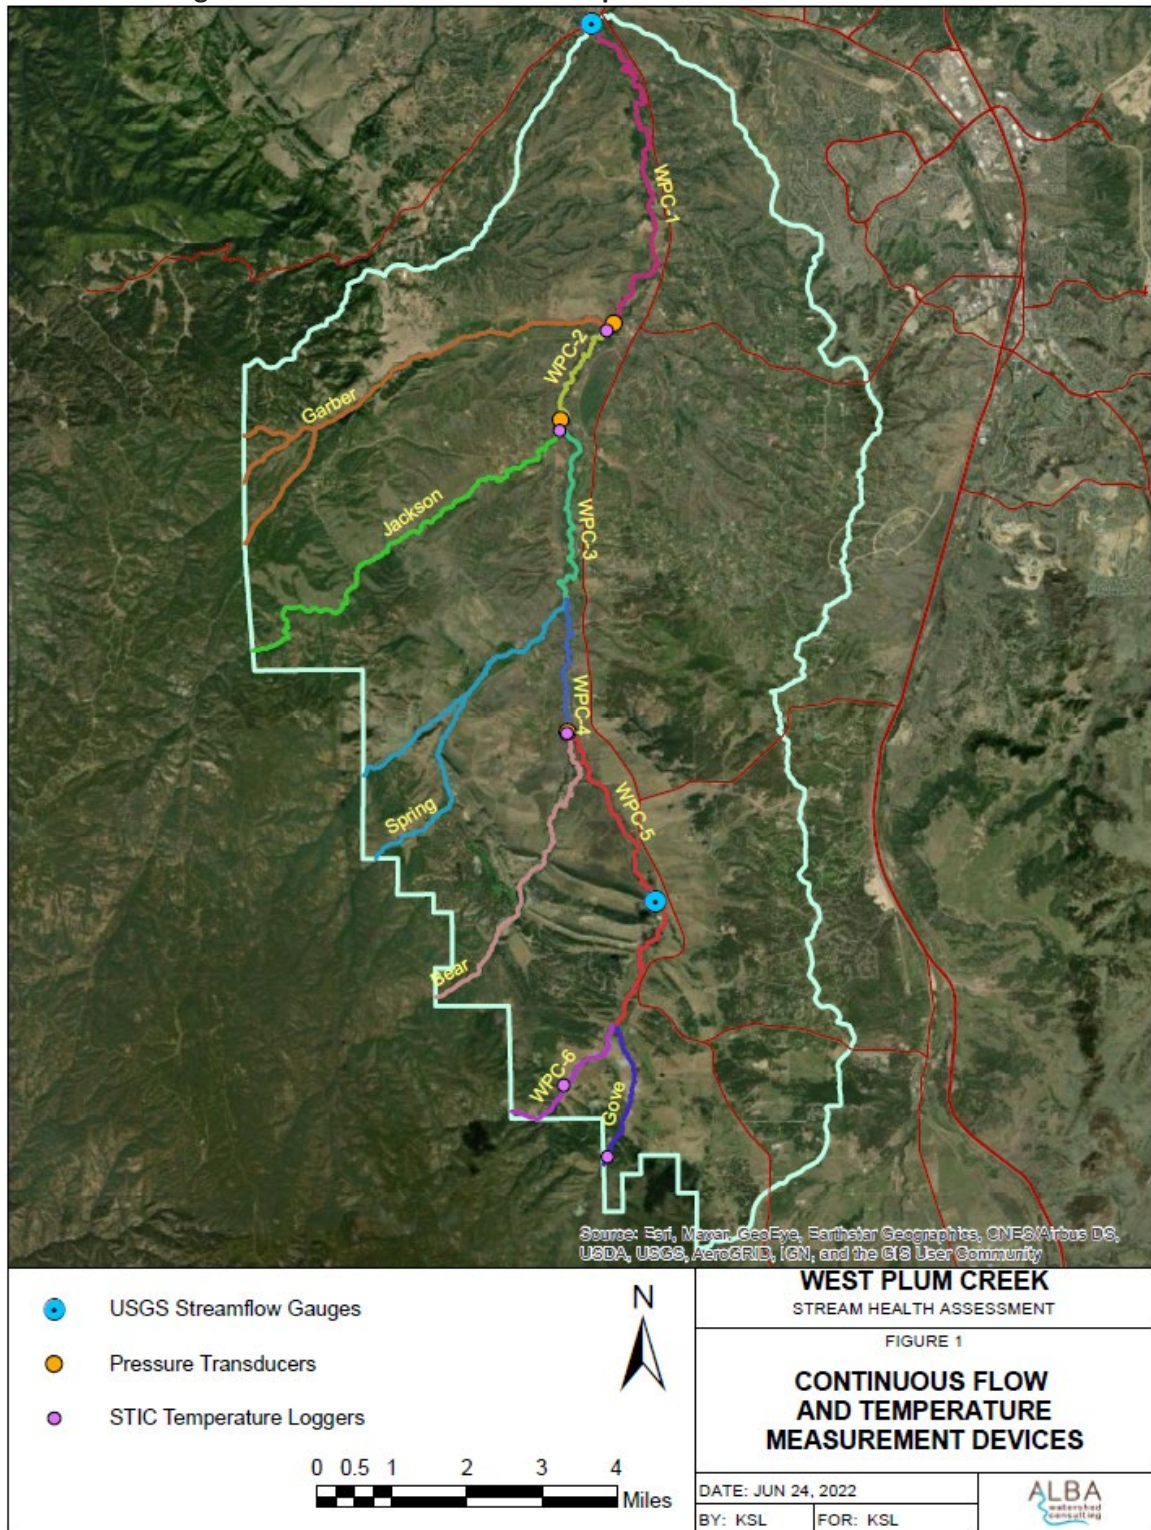 WPC-1
WPC-2
Garber
Jackson
WPC-3
WPC-4
WPC-5
Spring
Bear
WPC-6
Gove
Source: Esri, Maxar, GeoEye, Earthstar Geographics, CNES/Airbus DS,
USDA, USGS, AeroGRID, IGN, and the GIS User Community
USGS Streamflow Gauges
Pressure Transducers
STIC Temperature Loggers
N
0 0.5 1 2 3 4
Miles
WEST PLUM CREEK
STREAM HEALTH ASSESSMENT
FIGURE 1
CONTINUOUS FLOW
AND TEMPERATURE
MEASUREMENT DEVICES
DATE: JUN 24, 2022
BY: KSL
FOR: KSL
ALBA
watershed
consulting